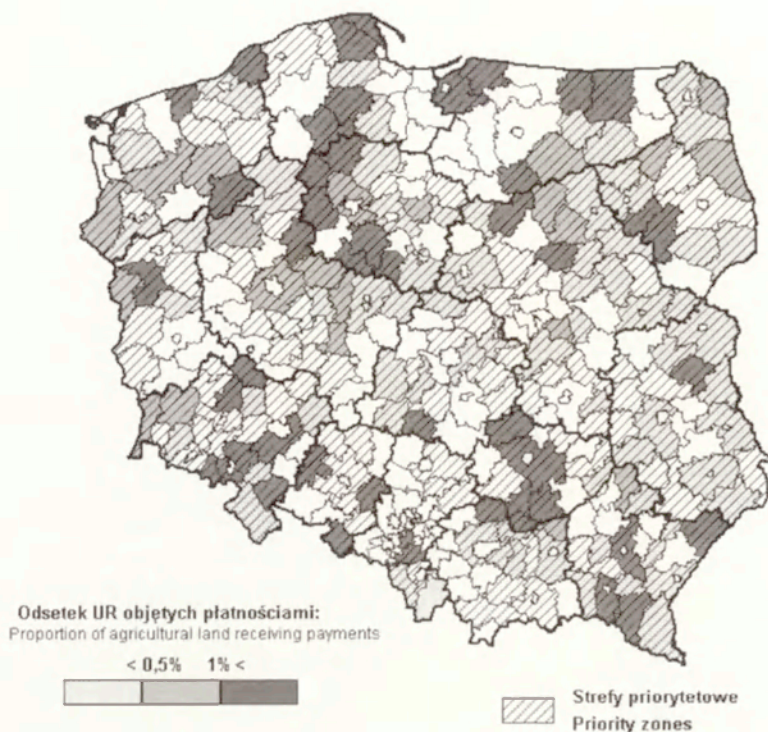 Odsetek UR objętych płatnościami:
Proportion of agricultural land receiving payments
< 0,5% 1% <
Strefy priorytetowe
Priority zones